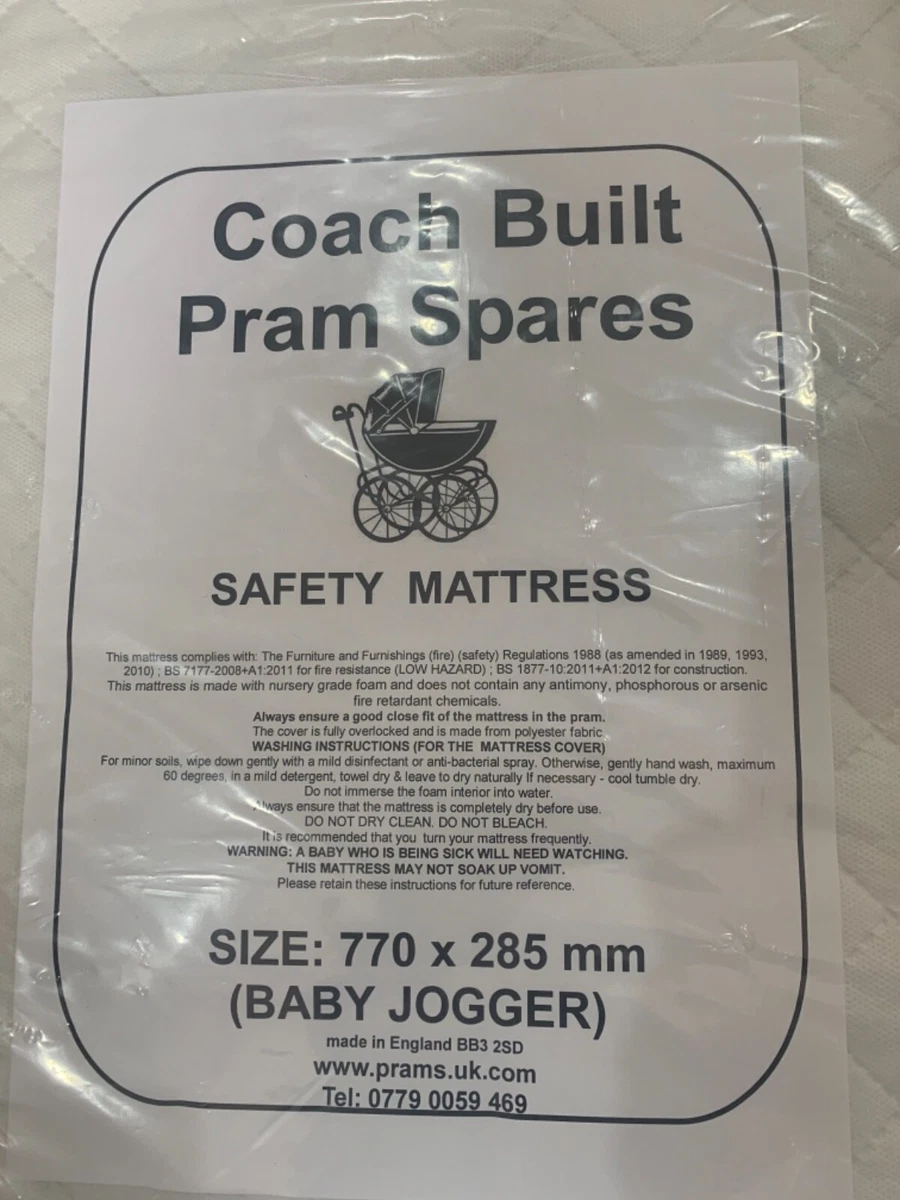 Coach Built
Pram Spares
SAFETY MATTRESS
This mattress complies with: The Furniture and Furnishings (fire) (safety) Regulations 1988 (as amended in 1989, 1993,
2010) ; BS 7177-2008+A1:2011 for fire resistance (LOW HAZARD) ; BS 1877-10:2011+A1:2012 for construction.
This mattress is made with nursery grade foam and does not contain any antimony, phosphorous or arsenic
fire retardant chemicals.
Always ensure a good close fit of the mattress in the pram.
The cover is fully overlocked and is made from polyester fabric.
WASHING INSTRUCTIONS (FOR THE MATTRESS COVER)
For minor soils, wipe down gently with a mild disinfectant or anti-bacterial spray. Otherwise, gently hand wash, maximum
60 degrees, in a mild detergent, towel dry & leave to dry naturally If necessary - cool tumble dry.
Do not immerse the foam interior into water.
Always ensure that the mattress is completely dry before use.
DO NOT DRY CLEAN. DO NOT BLEACH.
It is recommended that you turn your mattress frequently.
WARNING: A BABY WHO IS BEING SICK WILL NEED WATCHING.
THIS MATTRESS MAY NOT SOAK UP VOMIT.
Please retain these instructions for future reference.
SIZE: 770 x 285 mm
(BABY JOGGER)
made in England BB3 2SD
www.prams.uk.com
Tel: 0779 0059 469